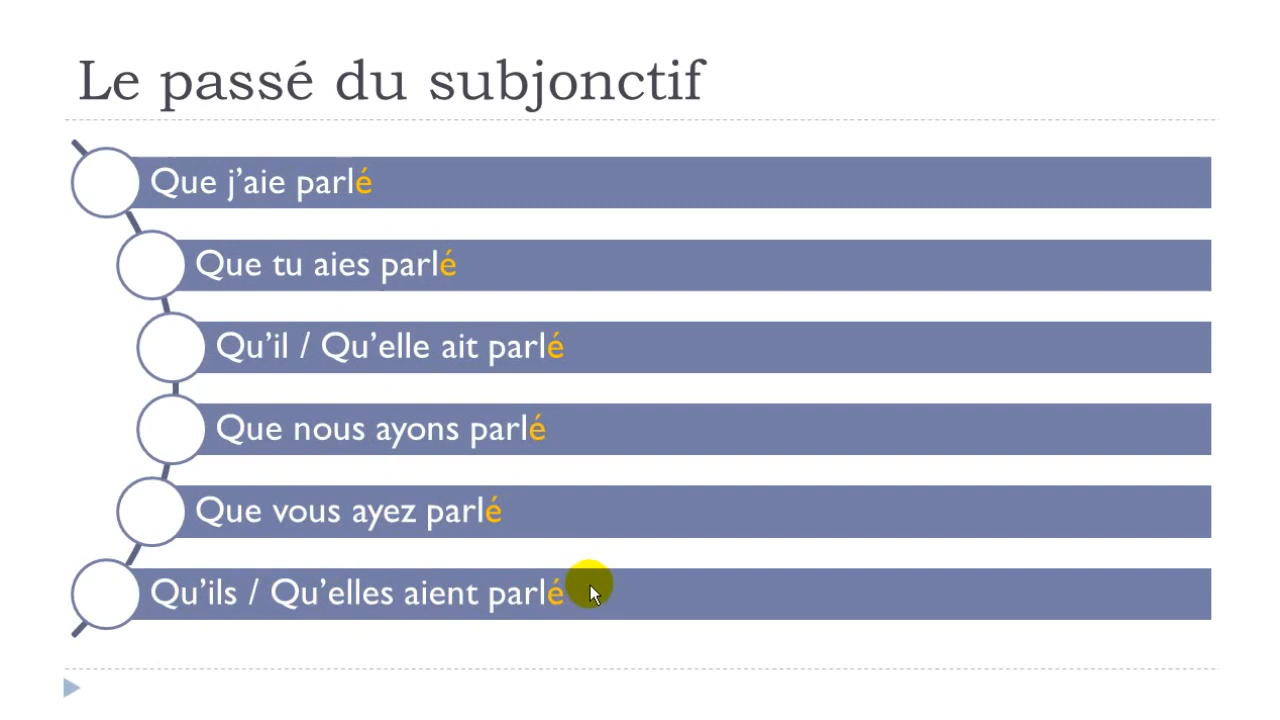 Le passé du subjonctif
Que j’aie parlé
Que tu aies parlé
Qu’il / Qu’elle ait parlé
Que nous ayons parlé
Que vous ayez parlé
Qu’ils / Qu’elles aient parlé